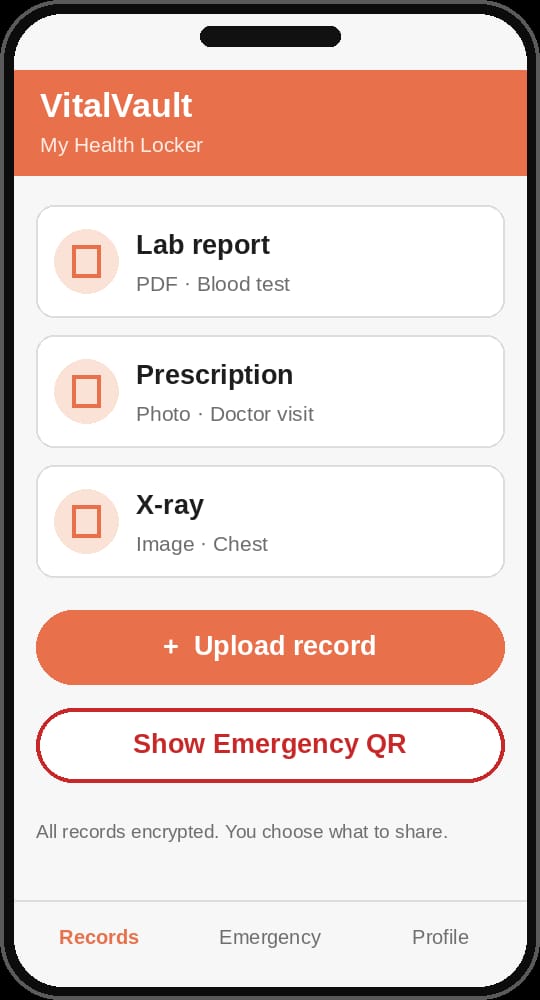 VitalVault
My Health Locker
Lab report
PDF · Blood test
Prescription
Photo · Doctor visit
X-ray
Image · Chest
+ Upload record
Show Emergency QR
All records encrypted. You choose what to share.
Records Emergency Profile